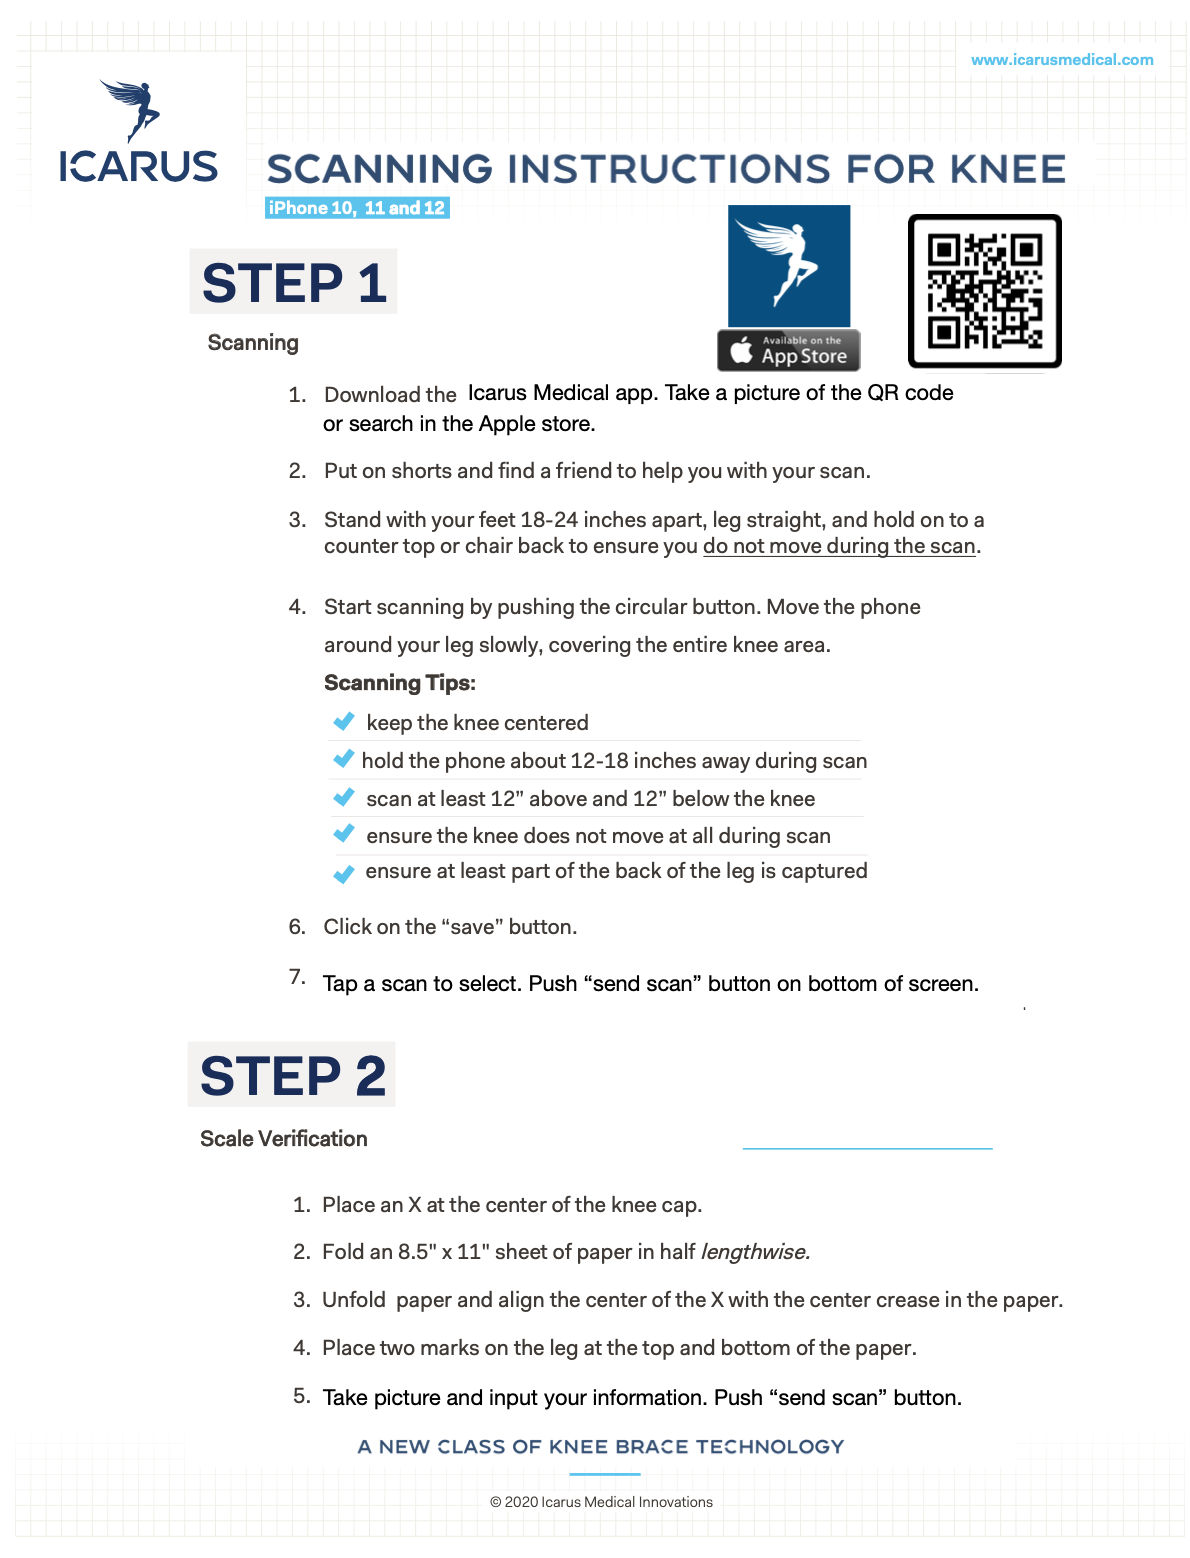 www.icarusmedical.com
ICARUS
SCANNING INSTRUCTIONS FOR KNEE
iPhone 10,  11 and 12
STEP 1
Available on the
App Store
Scanning
1. Download the Icarus Medical app. Take a picture of the QR code
or search in the Apple store.
2. Put on shorts and find a friend to help you with your scan.
3. Stand with your feet 18-24 inches apart, leg straight, and hold on to a
counter top or chair back to ensure you do not move during the scan.
4. Start scanning by pushing the circular button. Move the phone
around your leg slowly, covering the entire knee area.
Scanning Tips:
keep the knee centered
hold the phone about 12-18 inches away during scan
scan at least 12” above and 12” below the knee
ensure the knee does not move at all during scan
ensure at least part of the back of the leg is captured
6. Click on the “save” button.
7. Tap a scan to select. Push “send scan” button on bottom of screen.
STEP 2
Scale Verification
1. Place an X at the center of the knee cap.
2. Fold an 8.5" x 11" sheet of paper in half lengthwise.
3. Unfold  paper and align the center of the X with the center crease in the paper.
4. Place two marks on the leg at the top and bottom of the paper.
5. Take picture and input your information. Push “send scan” button.
A NEW CLASS OF KNEE BRACE TECHNOLOGY
© 2020 Icarus Medical Innovations